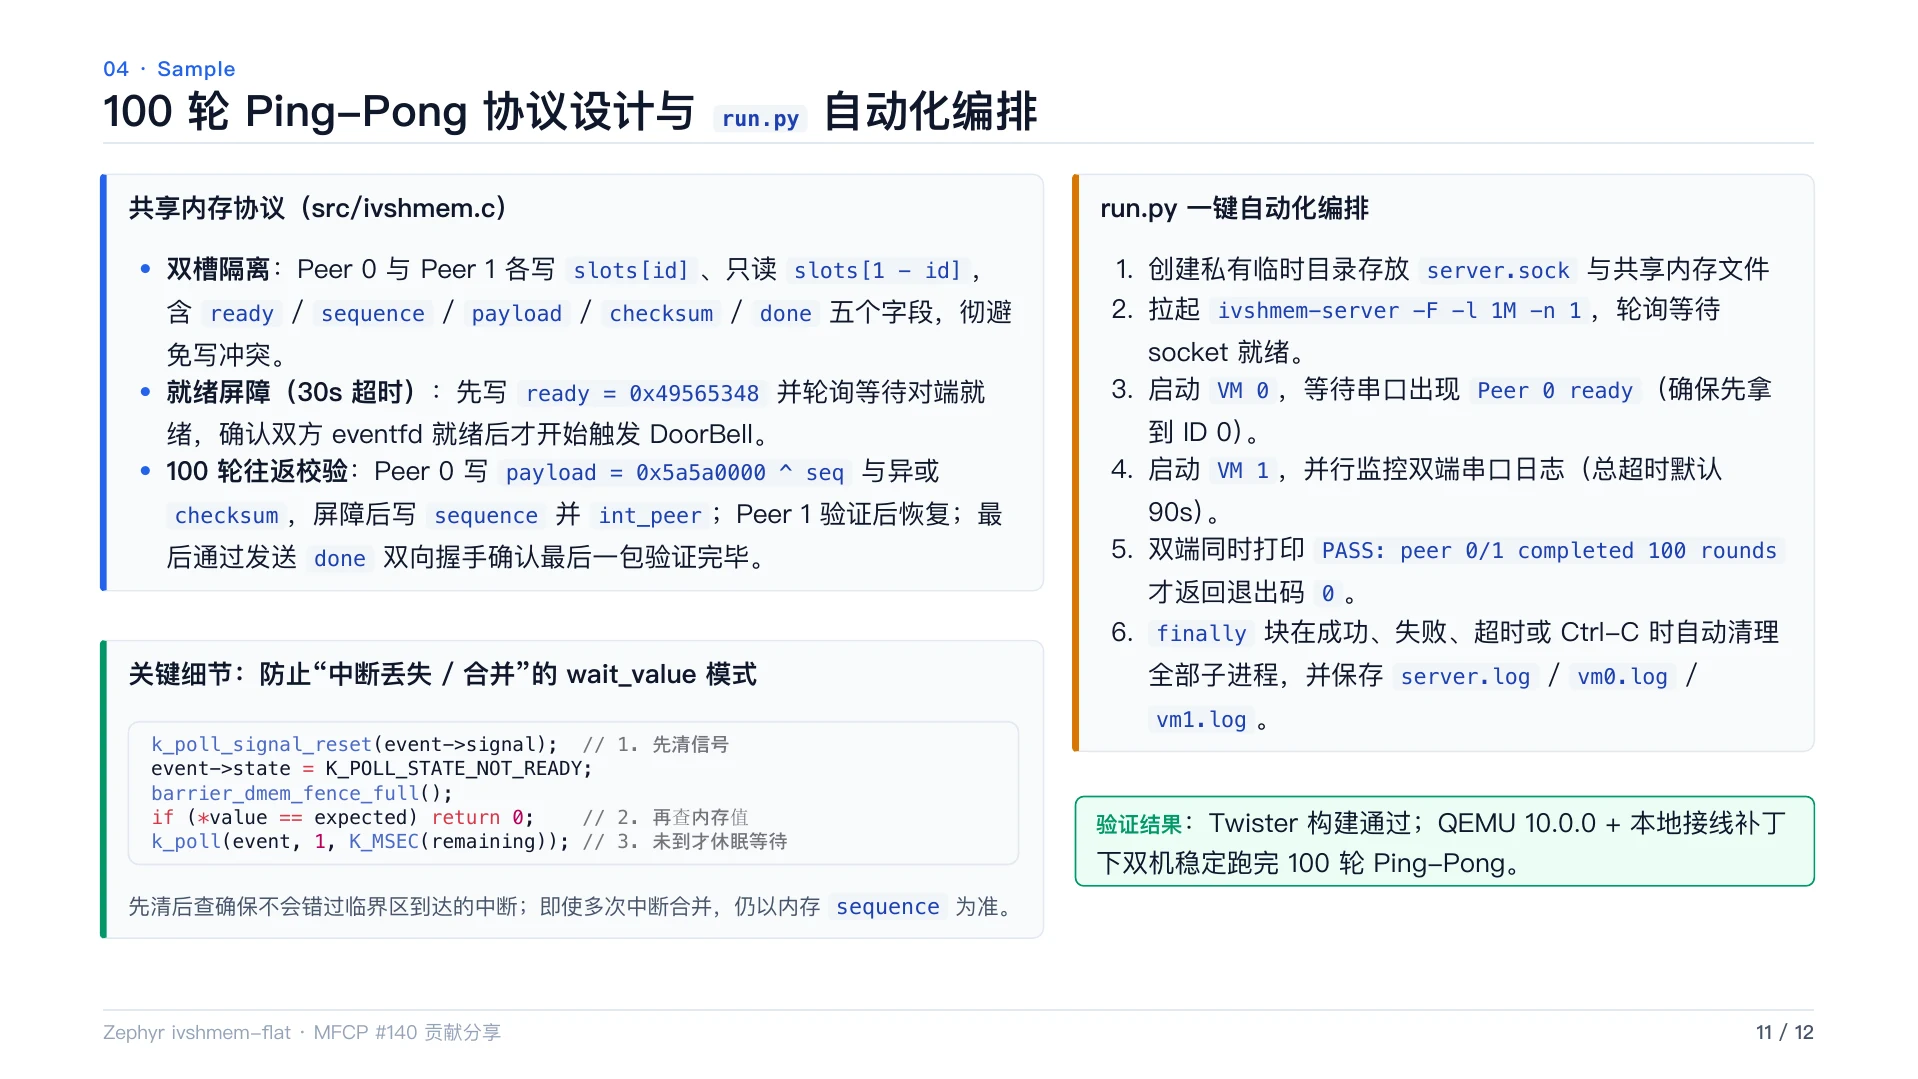 04 · Sample
100 轮 Ping–Pong 协议设计与 run.py 自动化编排
共享内存协议（src/ivshmem.c）
• 双槽隔离：Peer 0 与 Peer 1 各写 slots[id] 、只读 slots[1 - id] ，
含 ready / sequence / payload / checksum / done 五个字段，彻避
免写冲突。
• 就绪屏障（30s 超时）：先写 ready = 0x49565348 并轮询等待对端就
绪，确认双方 eventfd 就绪后才开始触发 DoorBell。
• 100 轮往返校验：Peer 0 写 payload = 0x5a5a0000 ^ seq 与异或
checksum ，屏障后写 sequence 并 int_peer ；Peer 1 验证后恢复；最
后通过发送 done 双向握手确认最后一包验证完毕。
关键细节：防止“中断丢失 / 合并”的 wait_value 模式
k_poll_signal_reset(event->signal);  // 1. 先清信号
event->state = K_POLL_STATE_NOT_READY;
barrier_dmem_fence_full();
if (*value == expected) return 0;    // 2. 再查内存值
k_poll(event, 1, K_MSEC(remaining)); // 3. 未到才休眠等待
先清后查确保不会错过临界区到达的中断；即使多次中断合并，仍以内存 sequence 为准。
run.py 一键自动化编排
1. 创建私有临时目录存放 server.sock 与共享内存文件
2. 拉起 ivshmem-server -F -l 1M -n 1 ，轮询等待
socket 就绪。
3. 启动 VM 0 ，等待串口出现 Peer 0 ready （确保先拿
到 ID 0）。
4. 启动 VM 1 ，并行监控双端串口日志（总超时默认
90s）。
5. 双端同时打印 PASS: peer 0/1 completed 100 rounds
才返回退出码 0 。
6. finally 块在成功、失败、超时或 Ctrl–C 时自动清理
全部子进程，并保存 server.log / vm0.log /
vm1.log 。
验证结果：Twister 构建通过；QEMU 10.0.0 + 本地接线补丁
下双机稳定跑完 100 轮 Ping–Pong。
Zephyr ivshmem–flat · MFCP #140 贡献分享
11 / 12